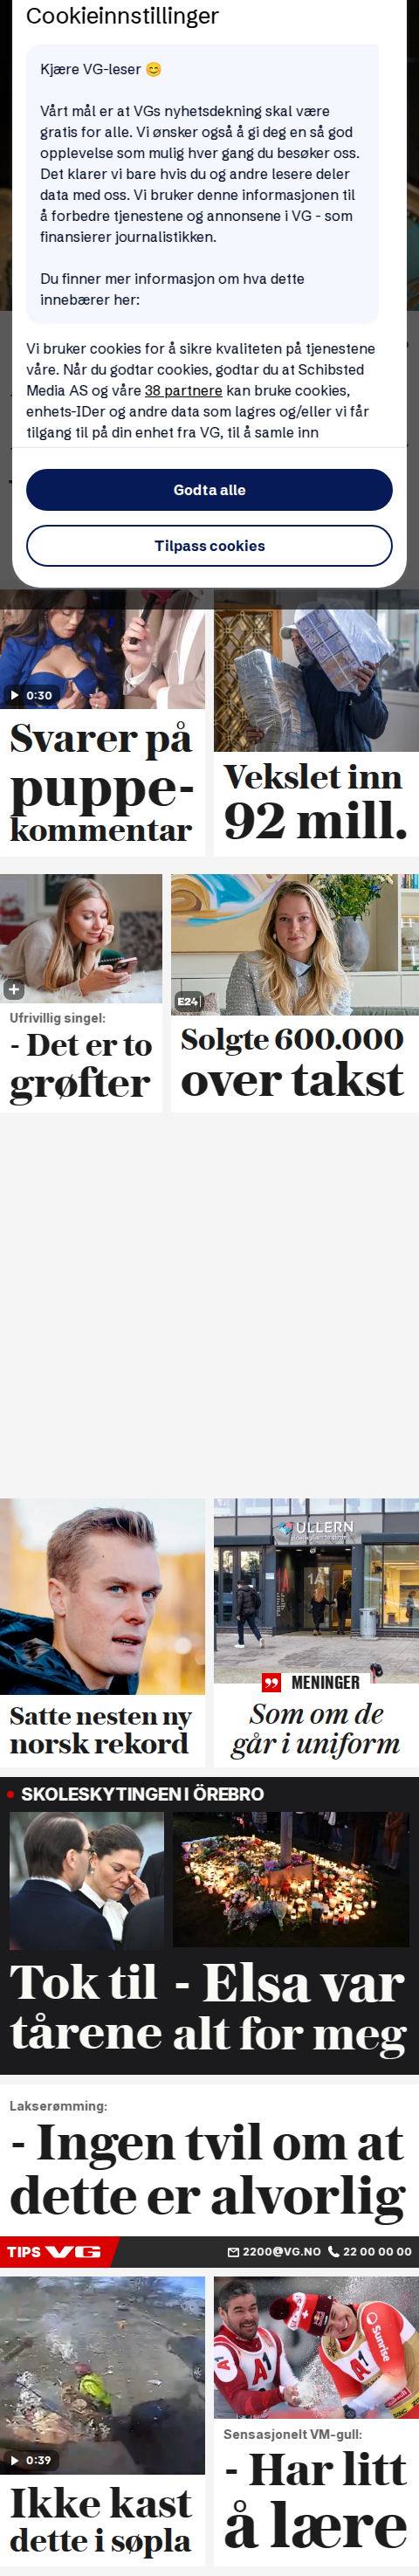 Cookieinnstillinger
Kjære VG-leser 😊
Vårt mål er at VGs nyhetsdekning skal være
gratis for alle. Vi ønsker også å gi deg en så god
opplevelse som mulig hver gang du besøker oss.
Det klarer vi bare hvis du og andre lesere deler
data med oss. Vi bruker denne informasjonen til
å forbedre tjenestene og annonsene i VG - som
finansierer journalistikken.
Du finner mer informasjon om hva dette
innebærer her:
Vi bruker cookies for å sikre kvaliteten på tjenestene
våre. Når du godtar cookies, godtar du at Schibsted
Media AS og våre 38 partnere kan bruke cookies,
enhets-IDer og andre data som lagres og/eller vi får
tilgang til på din enhet fra VG, til å samle inn
Godta alle
Tilpass cookies
0:30
Svarer på
puppe-
kommentar
Vekslet inn
92 mill.
Ufrivillig singel:
- Det er to
grøfter
E24
Solgte 600.000
over takst
Satte nesten ny
norsk rekord
ULLERN
1A
MENINGER
Som om de
går i uniform
SKOLESKYTINGEN I ÖREBRO
Tok til
tårene
- Elsa var
alt for meg
Lakserømming:
- Ingen tvil om at
dette er alvorlig
TIPS VG
2200@VG.NO
22 00 00 00
0:39
Ikke kast
dette i søpla
A1
A1
Sunrise
Sensasjonelt VM-gull:
- Har litt
å lære